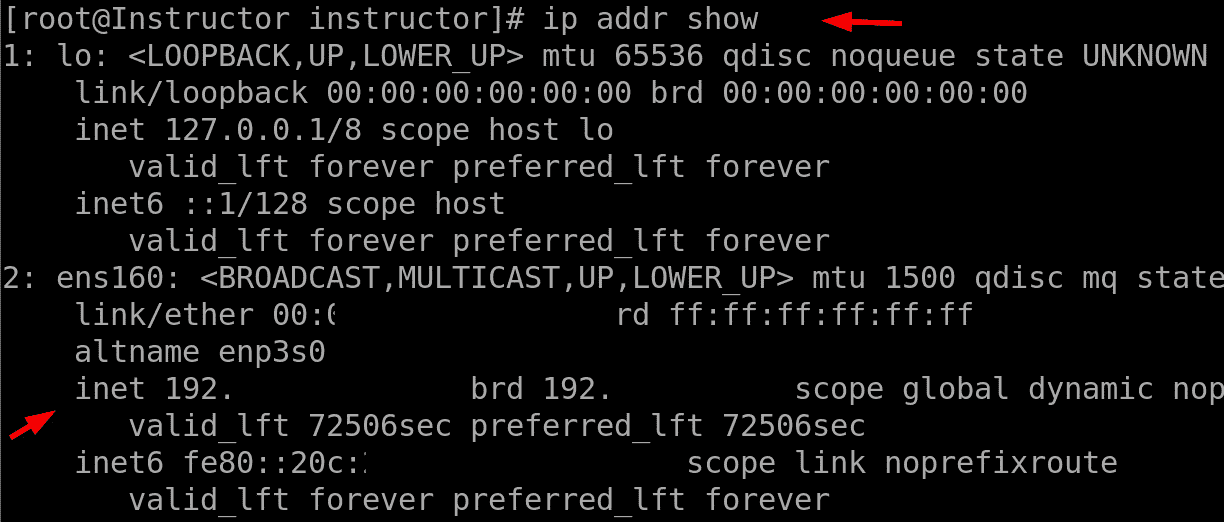 [root@Instructor instructor]# ip addr show
1: lo: <LOOPBACK,UP,LOWER_UP> mtu 65536 qdisc noqueue state UNKNOWN
link/loopback 00:00:00:00:00:00 brd 00:00:00:00:00:00
inet 127.0.0.1/8 scope host lo
valid_lft forever preferred_lft forever
inet6 ::1/128 scope host
valid_lft forever preferred_lft forever
2: ens160: <BROADCAST,MULTICAST,UP,LOWER_UP> mtu 1500 qdisc mq state
link/ether 00: rd ff:ff:ff:ff:ff:ff
altname enp3s0
inet 192. brd 192. scope global dynamic nop
valid_lft 72506sec preferred_lft 72506sec
inet6 fe80::20c: scope link noprefixroute
valid_lft forever preferred_lft forever